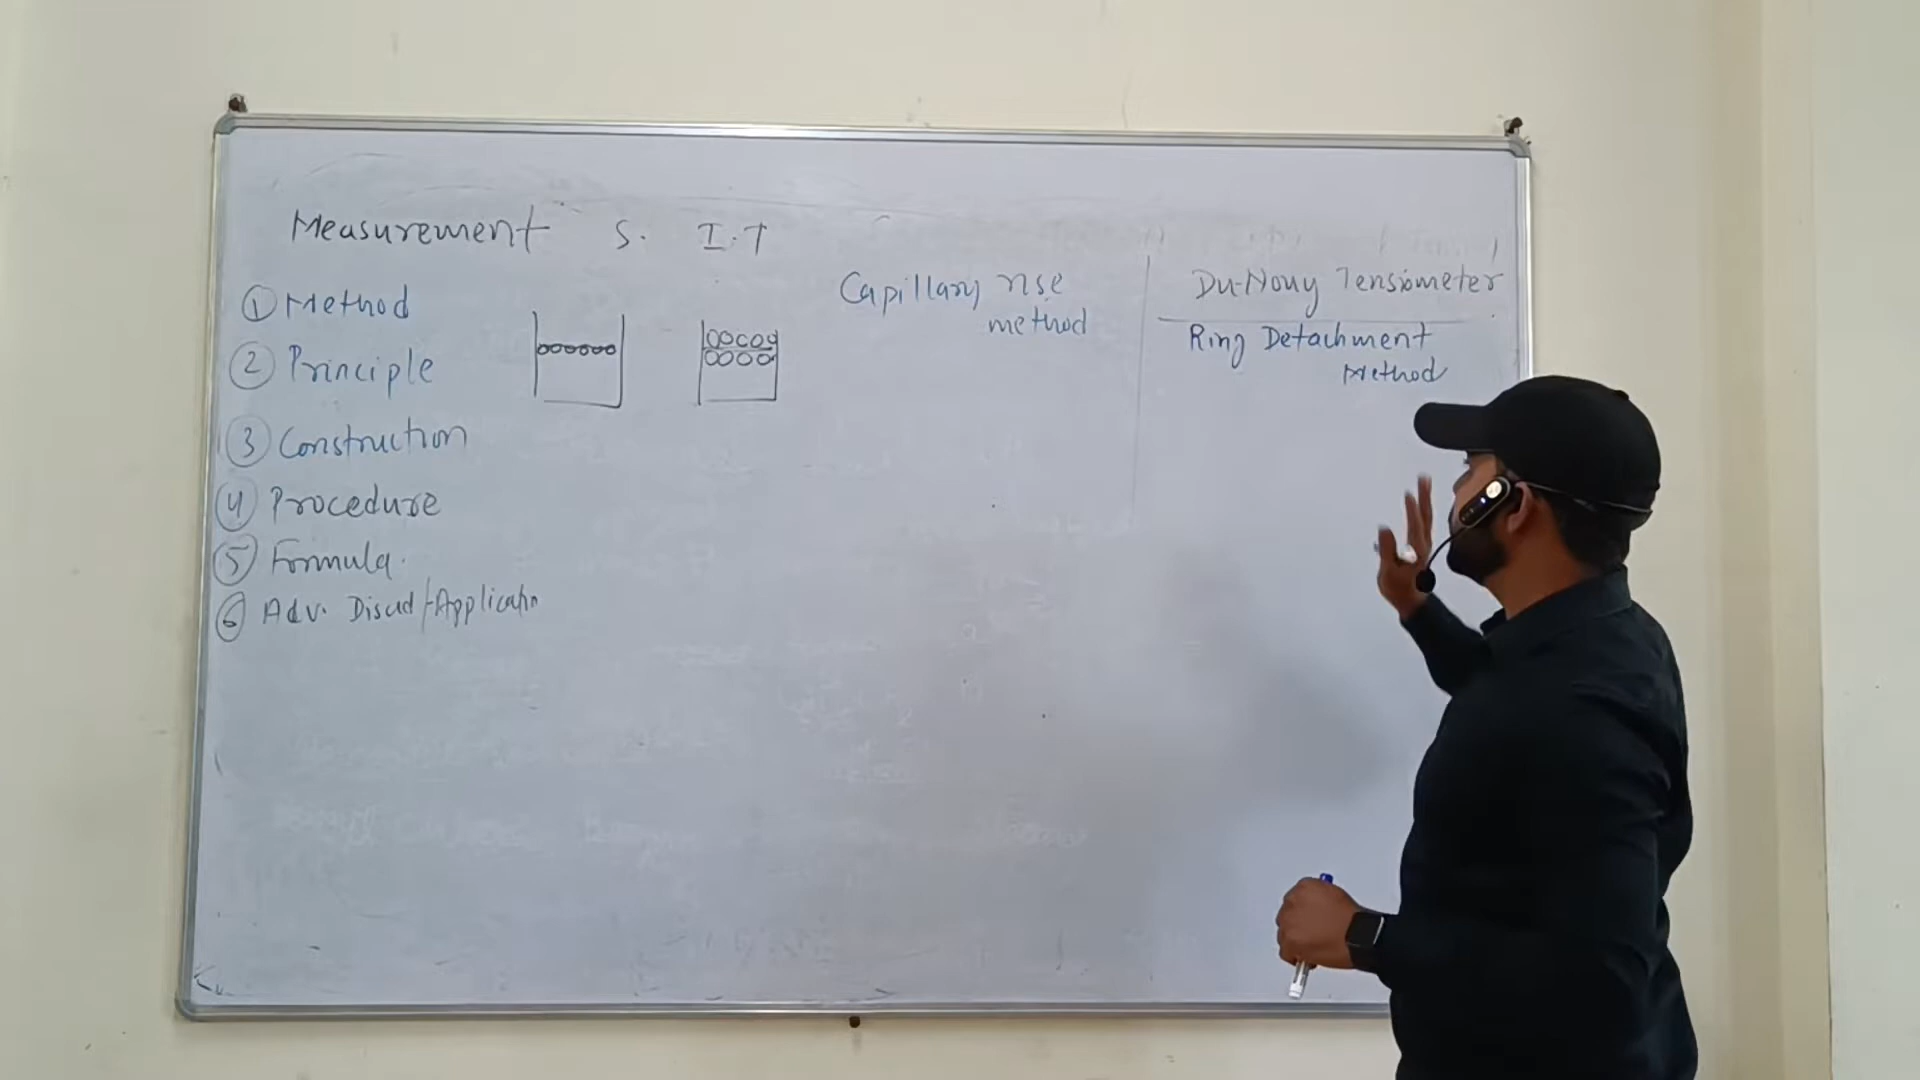 Measurement S. I.T
① Method
② Principle
③ Construction
④ Procedure
⑤ Formula.
⑥ Adv. Disad/Applicatn
Capillary rise
method
Du-Nouy Tensiometer
Ring Detachment
Method